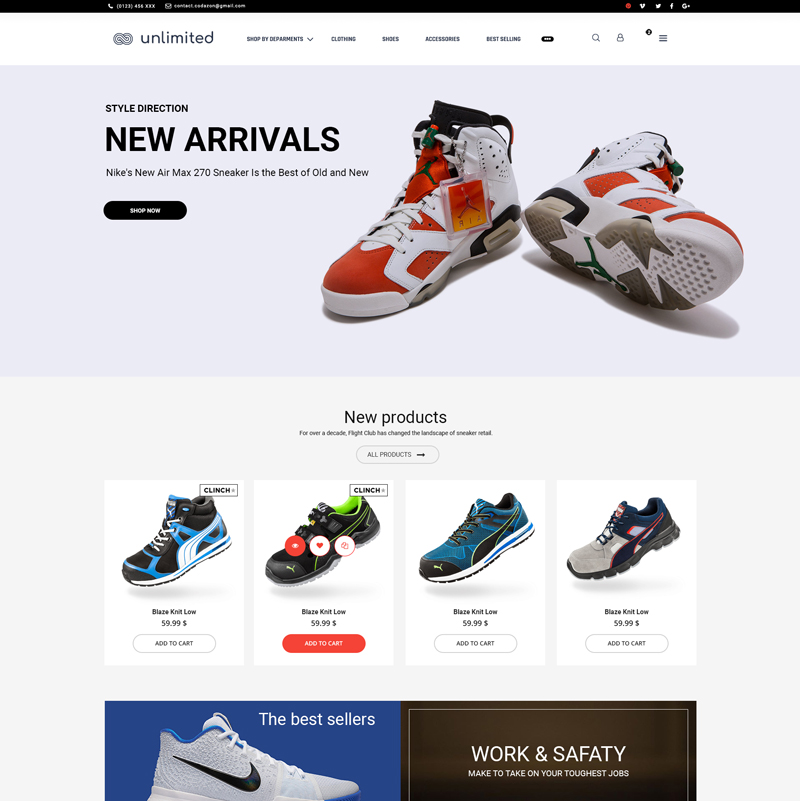 (0123) 456 XXX
contact.codazon@gmail.com
unlimited
SHOP BY DEPARMENTS
CLOTHING
SHOES
ACCESSORIES
BEST SELLING
2
STYLE DIRECTION
NEW ARRIVALS
Nike's New Air Max 270 Sneaker Is the Best of Old and New
SHOP NOW
New products
For over a decade, Flight Club has changed the landscape of sneaker retail.
ALL PRODUCTS
CLINCH
CLINCH
Blaze Knit Low
59.99 $
ADD TO CART
Blaze Knit Low
59.99 $
ADD TO CART
Blaze Knit Low
59.99 $
ADD TO CART
Blaze Knit Low
59.99 $
ADD TO CART
The best sellers
WORK & SAFATY
MAKE TO TAKE ON YOUR TOUGHEST JOBS